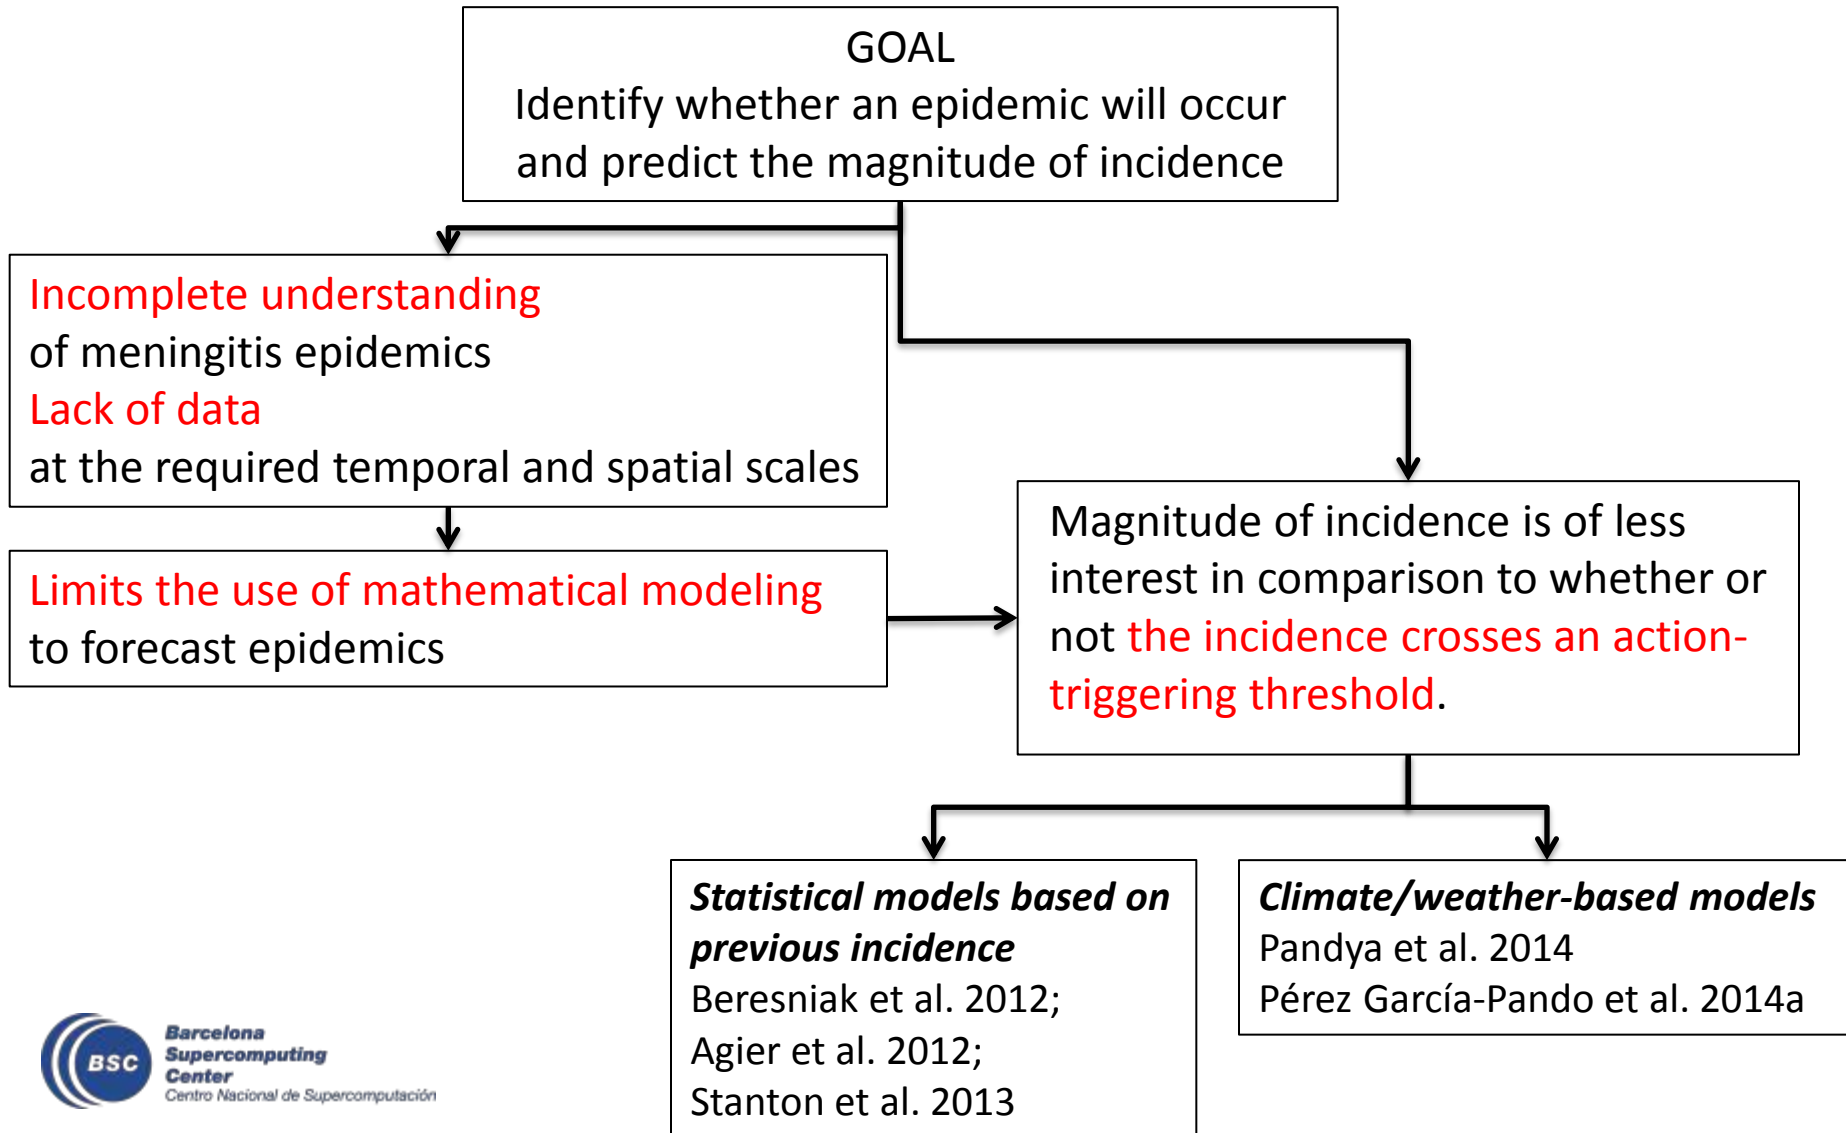 GOAL
Identify whether an epidemic will occur
and predict the magnitude of incidence
Incomplete understanding
of meningitis epidemics
Lack of data
at the required temporal and spatial scales
Limits the use of mathematical modeling
to forecast epidemics
Magnitude of incidence is of less
interest in comparison to whether or
not the incidence crosses an action-
triggering threshold.
Statistical models based on
previous incidence
Beresniak et al. 2012;
Agier et al. 2012;
Stanton et al. 2013
Climate/weather-based models
Pandya et al. 2014
Pérez García-Pando et al. 2014a
BSC
Barcelona
Supercomputing
Center
Centro Nacional de Supercomputación